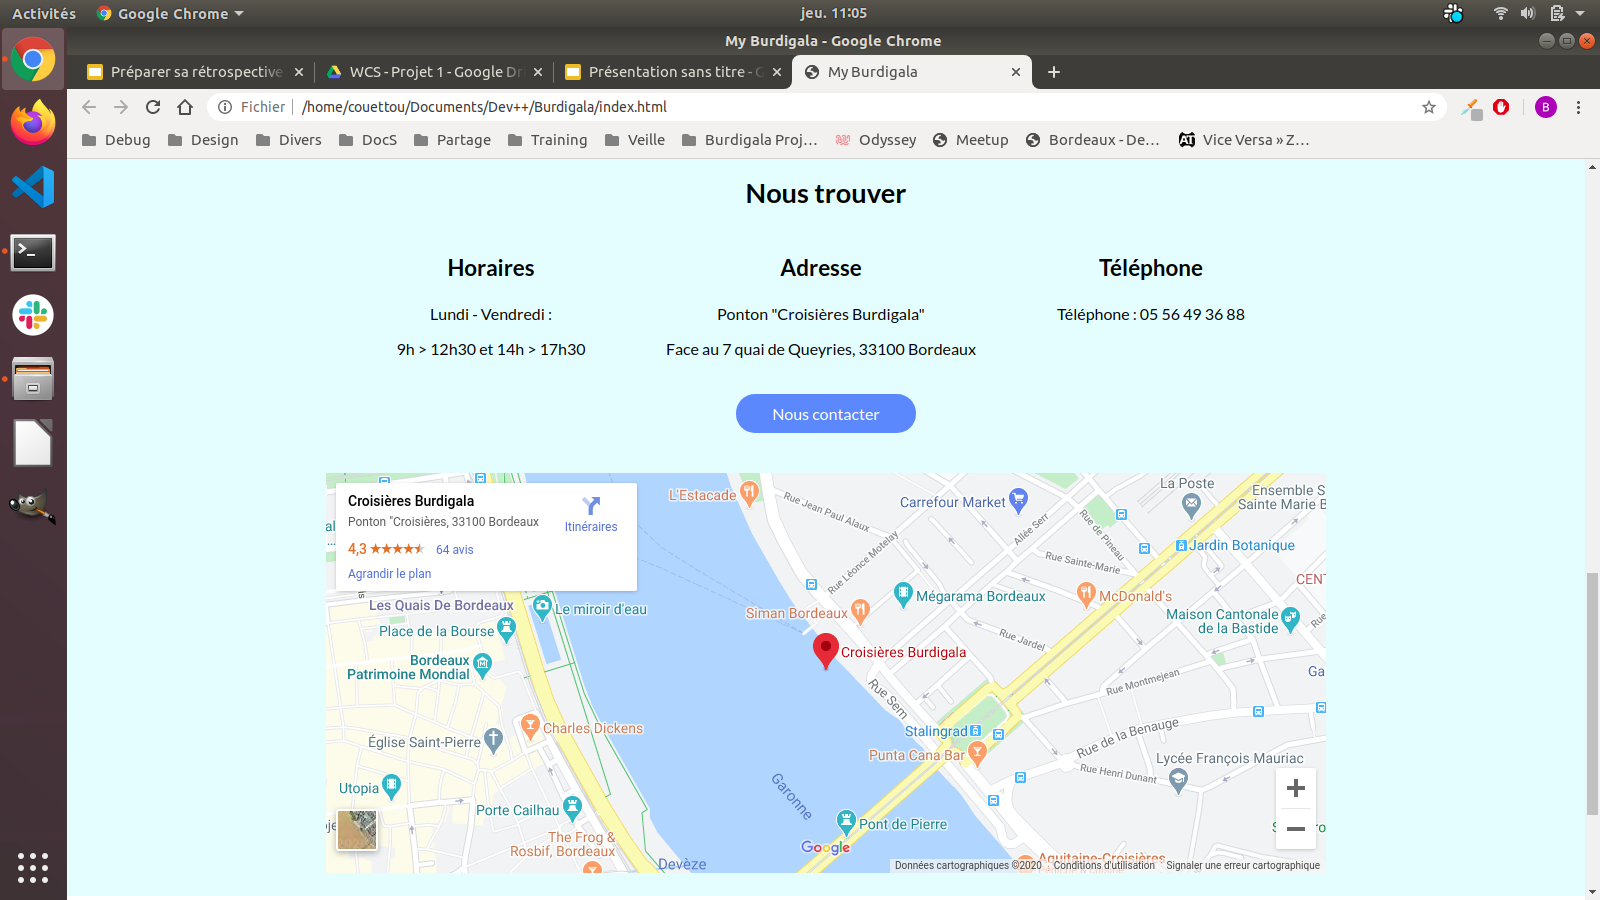 Activités
Google Chrome
jeu. 11:05
My Burdigala - Google Chrome
Préparer sa rétrospective
WCS - Projet 1 - Google Dr
Présentation sans titre - G
My Burdigala
Fichier
/home/couettou/Documents/Dev++/Burdigala/index.html
B
Debug
Design
Divers
DocS
Partage
Training
Veille
Burdigala Proj…
Odyssey
Meetup
Bordeaux - De…
Vice Versa » Z…
Nous trouver
Horaires
Lundi - Vendredi :
9h > 12h30 et 14h > 17h30
Adresse
Ponton "Croisières Burdigala"
Face au 7 quai de Queyries, 33100 Bordeaux
Téléphone
Téléphone : 05 56 49 36 88
Nous contacter
Croisières Burdigala
Ponton "Croisières, 33100 Bordeaux
4,3
64 avis
Agrandir le plan
Itinéraires
L'Estacade
Rue Jean Paul Alaux
Carrefour Market
Allée Serr
Rue de Pineau
La Poste
Ensemble S
Sainte Marie B
Jardin Botanique
Rue Léonce Motelay
Rue Sainte-Marie
CENT
Les Quais De Bordeaux
Le miroir d'eau
Siman Bordeaux
Mégarama Bordeaux
McDonald's
Maison Cantonale
de la Bastide
Place de la Bourse
Rue Jardel
Bordeaux
Patrimoine Mondial
Croisières Burdigala
Rue Sem
Rue Montmejean
Ga
Charles Dickens
Église Saint-Pierre
Stalingrad
Punta Cana Bar
Rue de la Benauge
Rue Henri Dunant
Lycée François Mauriac
Utopia
Porte Cailhau
Garonne
Pont de Pierre
The Frog &
Rosbif, Bordeaux
Devèze
Google
Aquitaine-Croisières
Données cartographiques ©2020
Conditions d'utilisation
Signaler une erreur cartographique